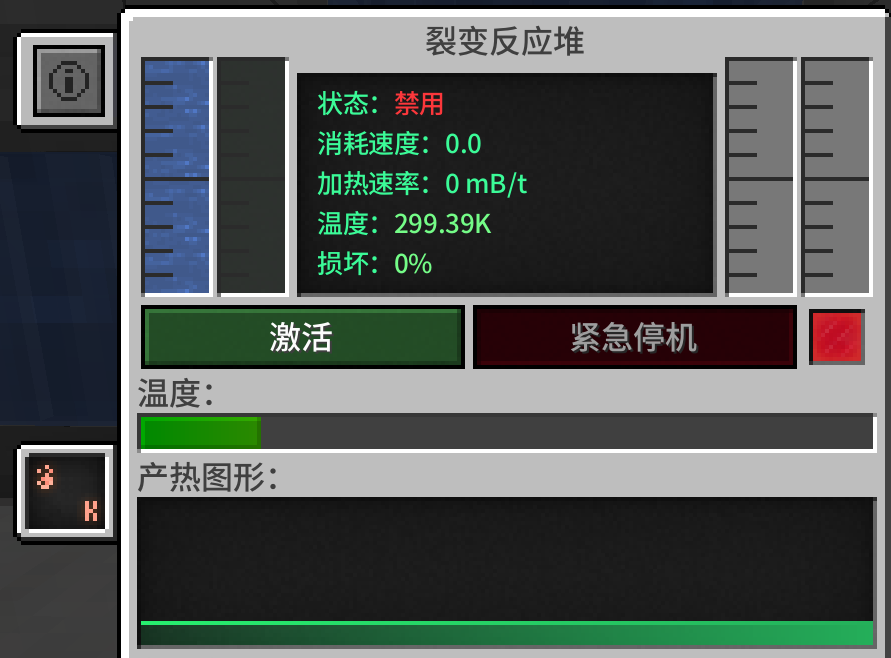 裂变反应堆
状态：禁用
消耗速度：0.0
加热速率：0 mB/t
温度：299.39K
损坏：0%
激活
紧急停机
温度：
K
产热图形：